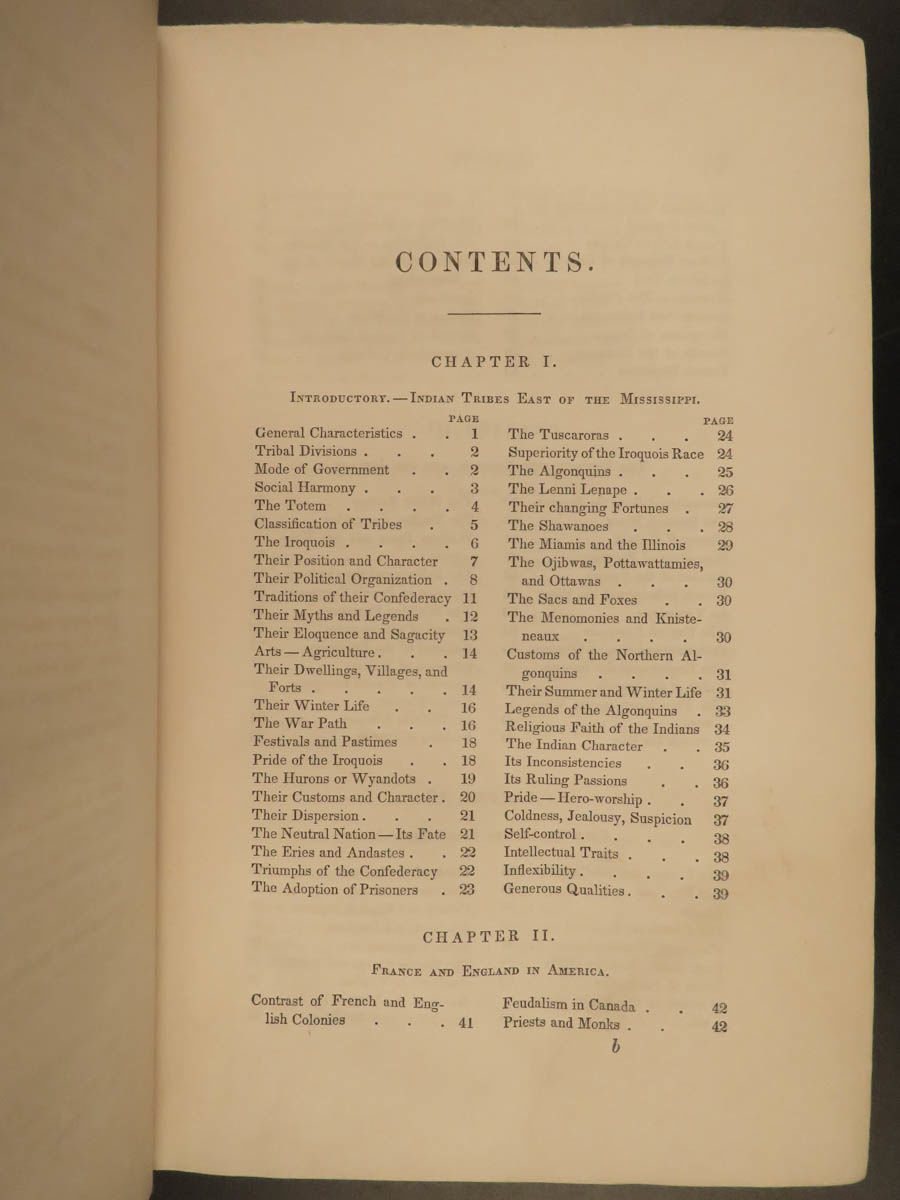 CONTENTS.
CHAPTER I.
Introductory. — Indian Tribes East of the Mississippi.
PAGE
General Characteristics . . 1
Tribal Divisions . . . 2
Mode of Government . . 2
Social Harmony . . . 3
The Totem . . . . 4
Classification of Tribes . 5
The Iroquois . . . . 6
Their Position and Character 7
Their Political Organization . 8
Traditions of their Confederacy 11
Their Myths and Legends . 12
Their Eloquence and Sagacity 13
Arts — Agriculture . . . 14
Their Dwellings, Villages, and
Forts . . . . . 14
Their Winter Life . . 16
The War Path . . . 16
Festivals and Pastimes . 18
Pride of the Iroquois . . 18
The Hurons or Wyandots . 19
Their Customs and Character . 20
Their Dispersion . . . 21
The Neutral Nation — Its Fate 21
The Eries and Andastes . . 22
Triumphs of the Confederacy 22
The Adoption of Prisoners . 23
PAGE
The Tuscaroras . . . 24
Superiority of the Iroquois Race 24
The Algonquins . . . 25
The Lenni Lenape . . . 26
Their changing Fortunes . 27
The Shawanoes . . . 28
The Miamis and the Illinois 29
The Ojibwas, Pottawattamies,
and Ottawas . . . 30
The Sacs and Foxes . . 30
The Menomonies and Kniste-
neaux . . . . 30
Customs of the Northern Al-
gonquins . . . . 31
Their Summer and Winter Life 31
Legends of the Algonquins . 33
Religious Faith of the Indians 34
The Indian Character . . 35
Its Inconsistencies . . 36
Its Ruling Passions . . 36
Pride — Hero-worship . . 37
Coldness, Jealousy, Suspicion 37
Self-control . . . . 38
Intellectual Traits . . . 38
Inflexibility . . . . 39
Generous Qualities . . . 39
CHAPTER II.
France and England in America.
Contrast of French and Eng-
lish Colonies . . . 41
Feudalism in Canada . . 42
Priests and Monks . . 42
b